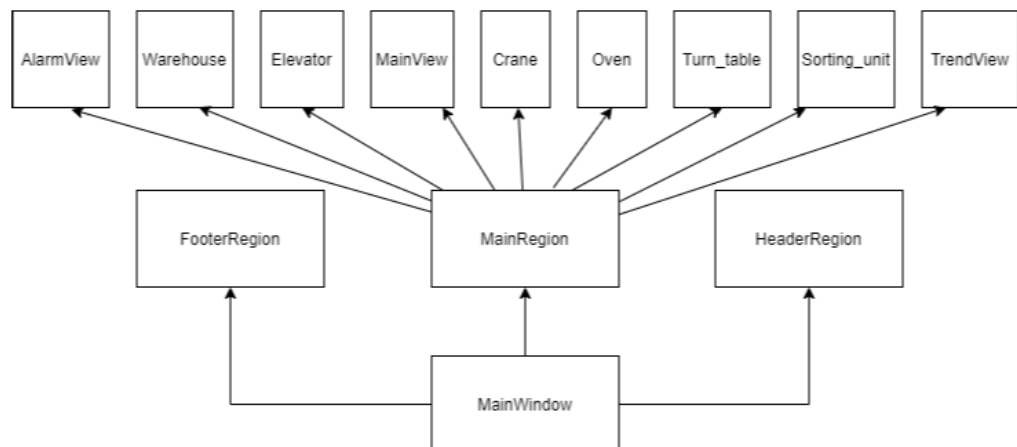 AlarmView
Warehouse
Elevator
MainView
Crane
Oven
Turn_table
Sorting_unit
TrendView
FooterRegion
MainRegion
HeaderRegion
MainWindow